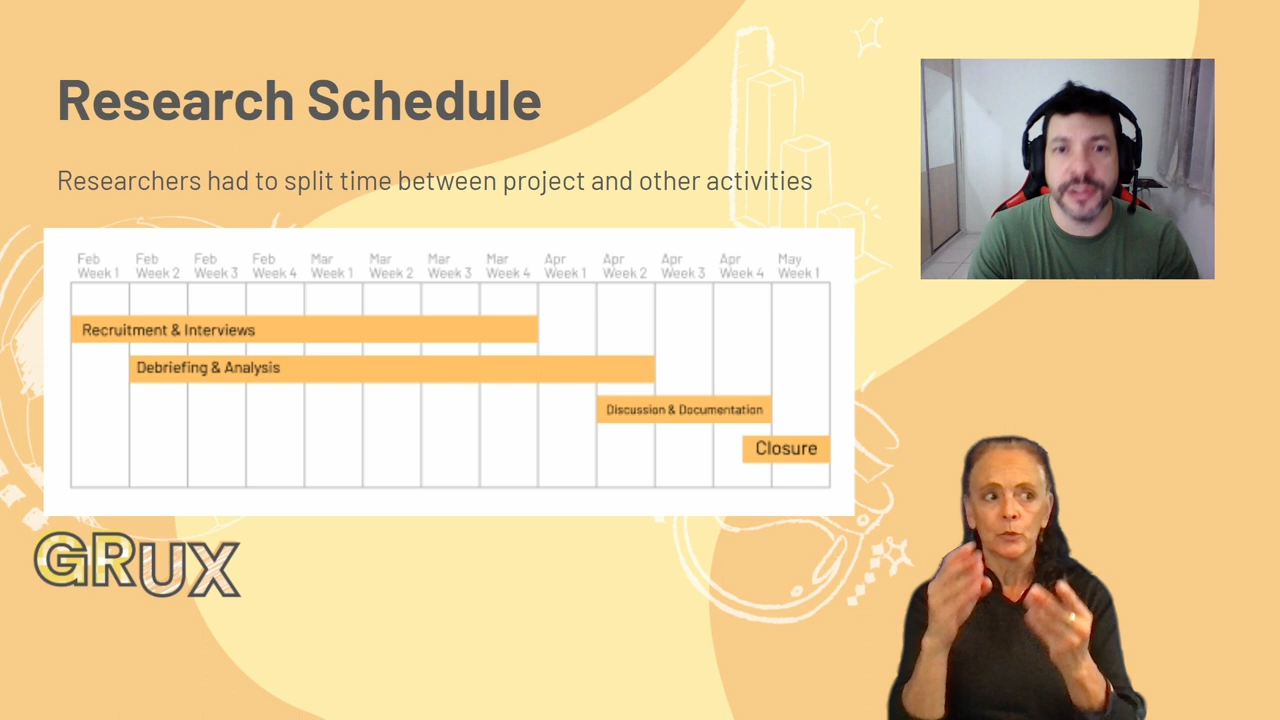 Research Schedule
Researchers had to split time between project and other activities
Feb Week 1
Feb Week 2
Feb Week 3
Feb Week 4
Mar Week 1
Mar Week 2
Mar Week 3
Mar Week 4
Apr Week 1
Apr Week 2
Apr Week 3
Apr Week 4
May Week 1
Recruitment & Interviews
Debriefing & Analysis
Discussion & Documentation
Closure
GRUX